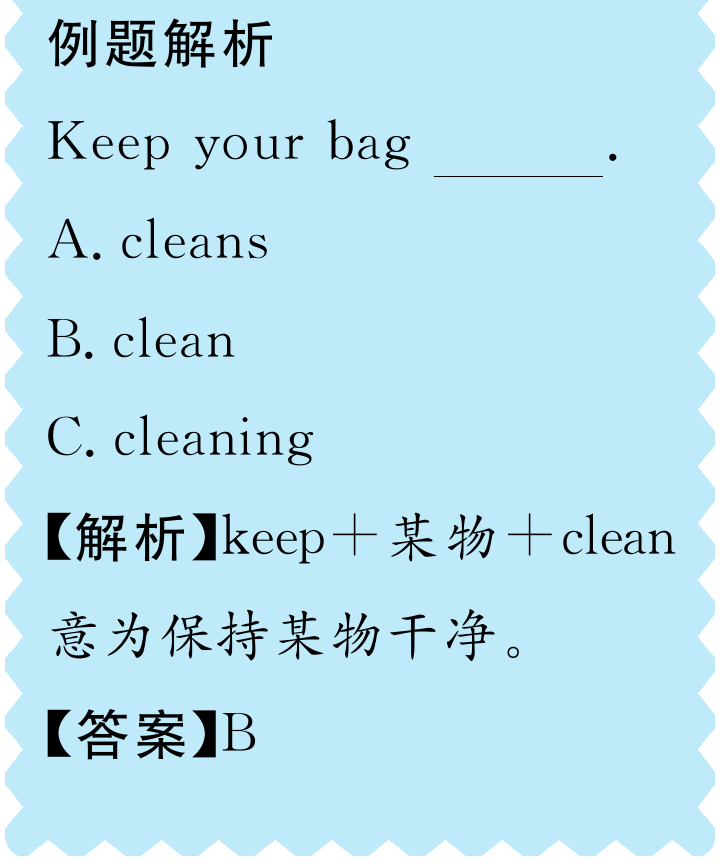 例题解析
Keep your bag ______.
A. cleans
B. clean
C. cleaning
【解析】keep＋某物＋clean
意为保持某物干净。
【答案】B